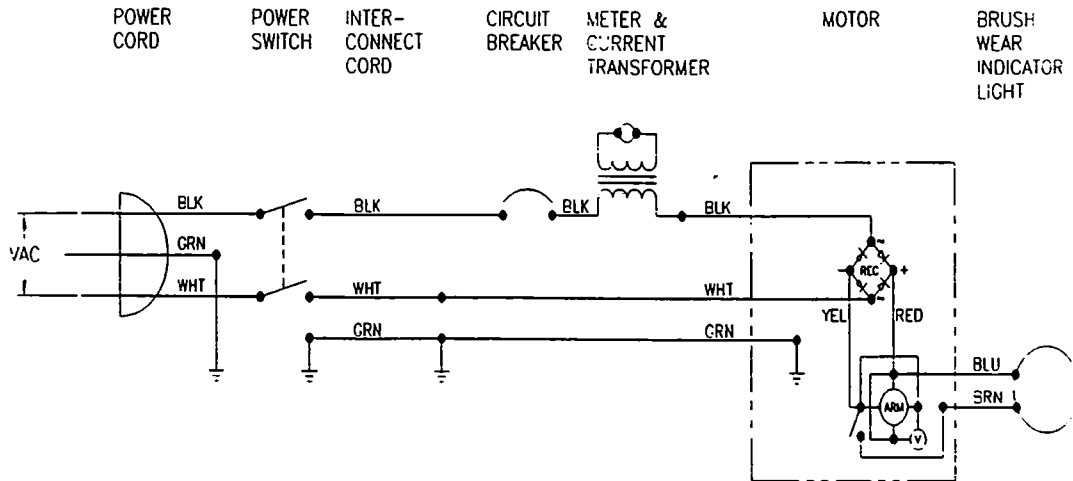 POWER
CORD
POWER
SWITCH
INTER-
CONNECT
CORD
CIRCUIT
BREAKER
METER &
CURRENT
TRANSFORMER
MOTOR
BRUSH
WEAR
INDICATOR
LIGHT
BLK
BLK
BLK
BLK
VAC
GRN
~
REC
- +
~
WHT
WHT
WHT
YEL
RED
GRN
GRN
BLU
BRN
ARM
V